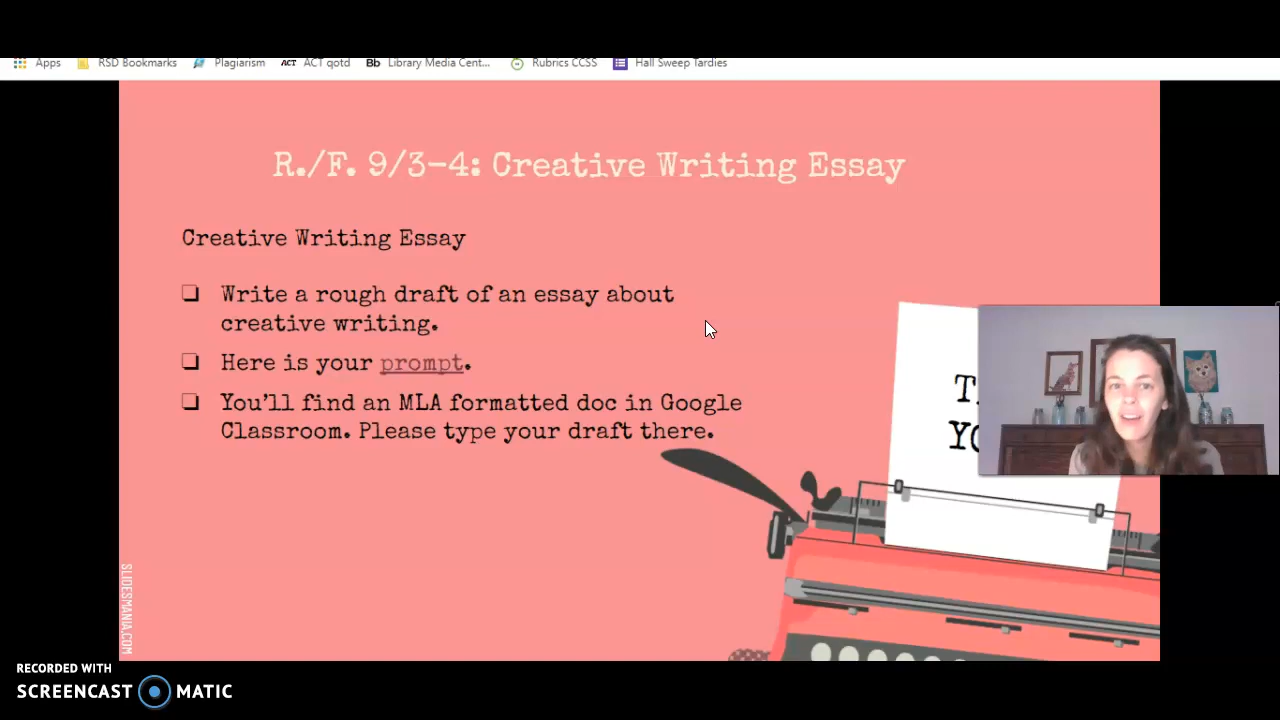 Apps RSD Bookmarks Plagiarism ACT ACT qotd Bb Library Media Cent... Rubrics CCSS Hall Sweep Tardies
R./F. 9/3-4: Creative Writing Essay
Creative Writing Essay
❏ Write a rough draft of an essay about
creative writing.
❏ Here is your prompt.
❏ You'll find an MLA formatted doc in Google
Classroom. Please type your draft there.
SLIDESMANIA.COM
RECORDED WITH
SCREENCAST MATIC